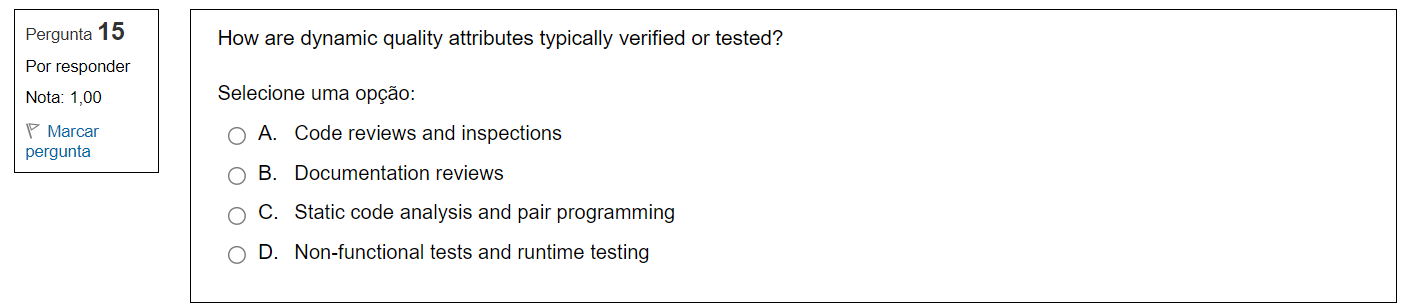 Pergunta 15
Por responder
Nota: 1,00
Marcar
pergunta
How are dynamic quality attributes typically verified or tested?
Selecione uma opção:
A. Code reviews and inspections
B. Documentation reviews
C. Static code analysis and pair programming
D. Non-functional tests and runtime testing